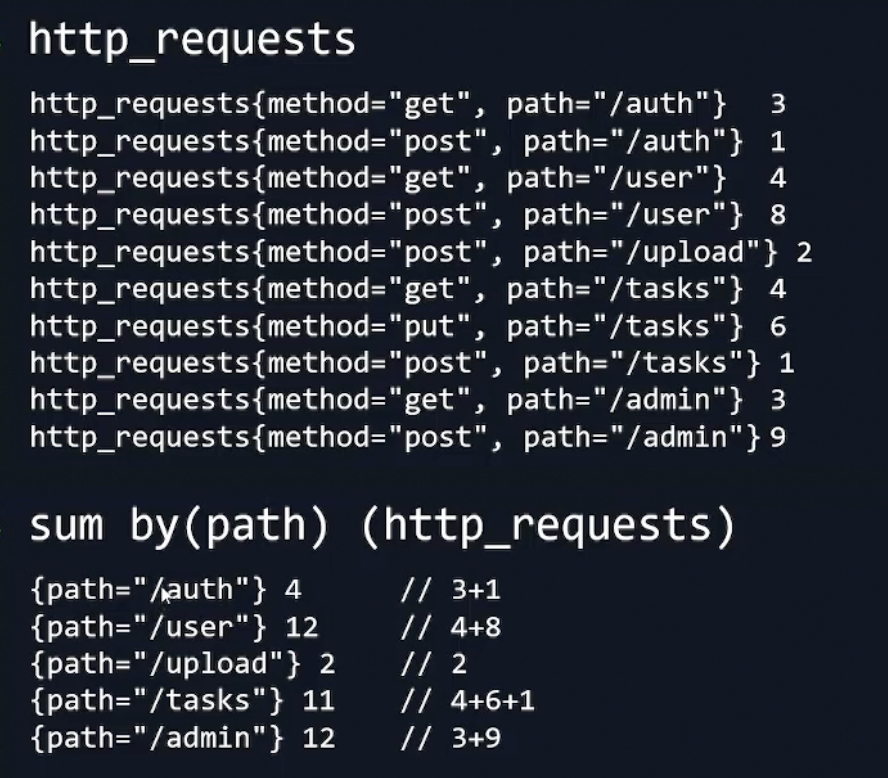 http_requests
http_requests{method="get", path="/auth"} 3
http_requests{method="post", path="/auth"} 1
http_requests{method="get", path="/user"} 4
http_requests{method="post", path="/user"} 8
http_requests{method="post", path="/upload"} 2
http_requests{method="get", path="/tasks"} 4
http_requests{method="put", path="/tasks"} 6
http_requests{method="post", path="/tasks"} 1
http_requests{method="get", path="/admin"} 3
http_requests{method="post", path="/admin"} 9
sum by(path) (http_requests)
{path="/auth"} 4 // 3+1
{path="/user"} 12 // 4+8
{path="/upload"} 2 // 2
{path="/tasks"} 11 // 4+6+1
{path="/admin"} 12 // 3+9